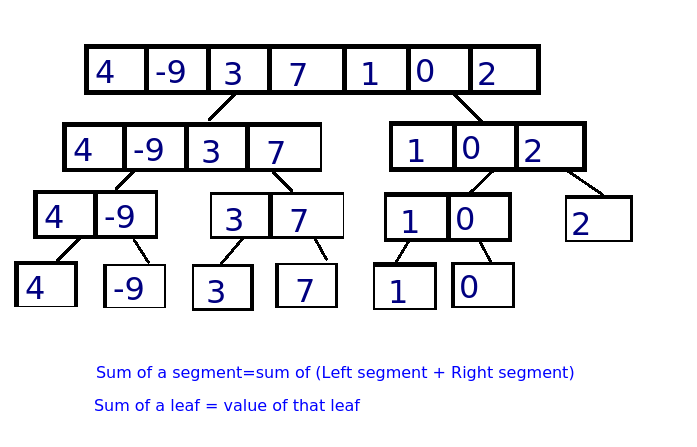 4 -9 3 7 1 0 2
4 -9 3 7 1 0 2
4 -9 3 7 1 0 2
4 -9 3 7 1 0
Sum of a segment=sum of (Left segment + Right segment)
Sum of a leaf = value of that leaf